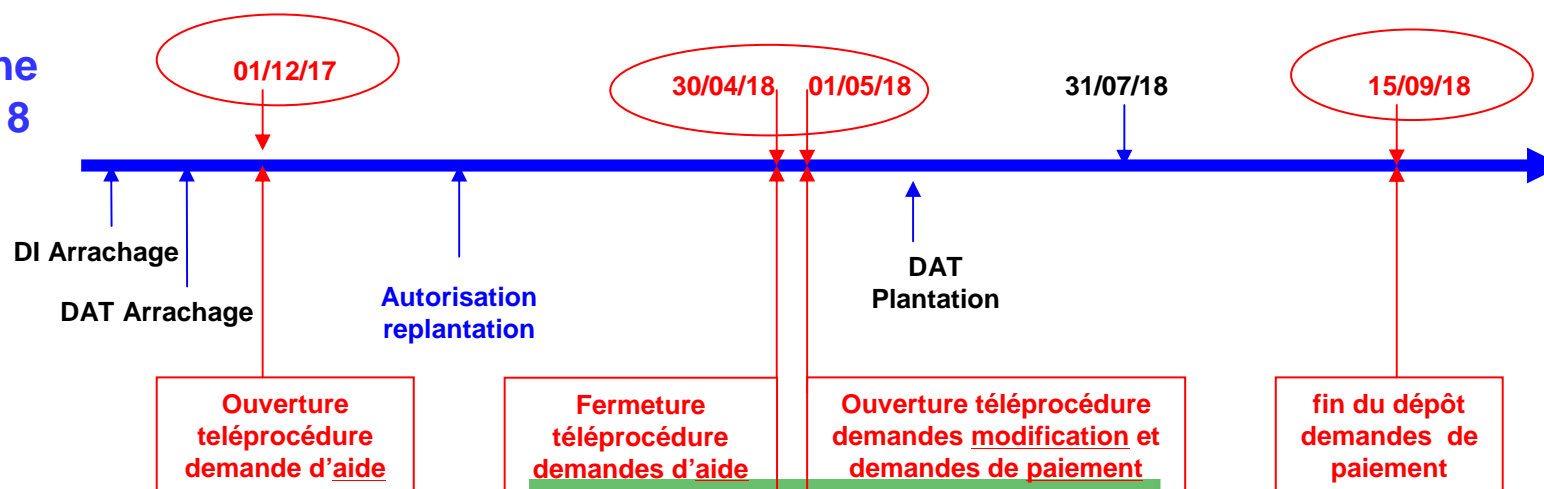 ne
8
01/12/17
30/04/18
01/05/18
31/07/18
15/09/18
DI Arrachage
DAT Arrachage
Autorisation
replantation
DAT
Plantation
Ouverture
teléprocédure
demande d'aide
Fermeture
téléprocédure
demandes d'aide
Ouverture téléprocédure
demandes modification et
demandes de paiement
fin du dépôt
demandes de
paiement